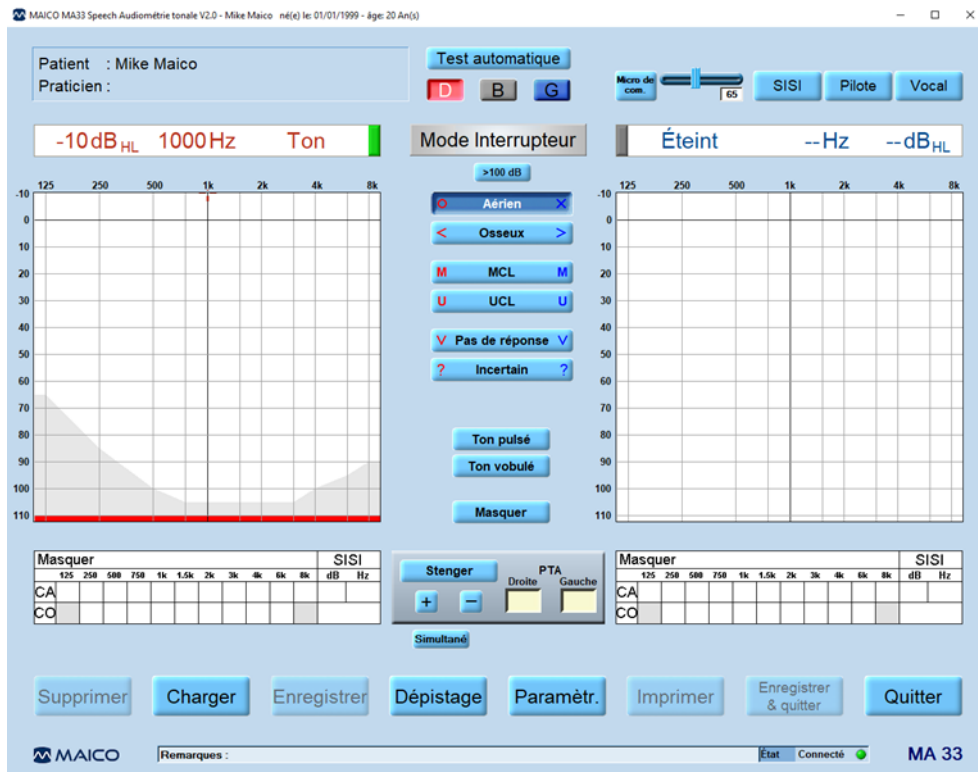 MAICO MA33 Speech Audiométrie tonale V2.0 - Mike Maico né(e) le: 01/01/1999 - âge: 20 An(s)
Patient : Mike Maico
Praticien :
Test automatique
D B G
Micro de com.
65
SISI Pilote Vocal
-10 dB HL 1000 Hz Ton
Mode Interrupteur
Éteint -- Hz -- dB HL
>100 dB
125 250 500 1k 2k 4k 8k
-10
0
10
20
30
40
50
60
70
80
90
100
110
O Aérien X
< Osseux >
M MCL M
U UCL U
V Pas de réponse V
? Incertain ?
Ton pulsé
Ton vobulé
Masquer
125 250 500 1k 2k 4k 8k
-10
0
10
20
30
40
50
60
70
80
90
100
110
Masquer SISI
125 250 500 750 1k 1.5k 2k 3k 4k 6k 8k dB Hz
CA
CO
Stenger PTA
Droite Gauche
+ −
Simultané
Masquer SISI
125 250 500 750 1k 1.5k 2k 3k 4k 6k 8k dB Hz
CA
CO
Supprimer Charger Enregistrer Dépistage Paramètr. Imprimer Enregistrer & quitter Quitter
MAICO Remarques : État Connecté MA 33